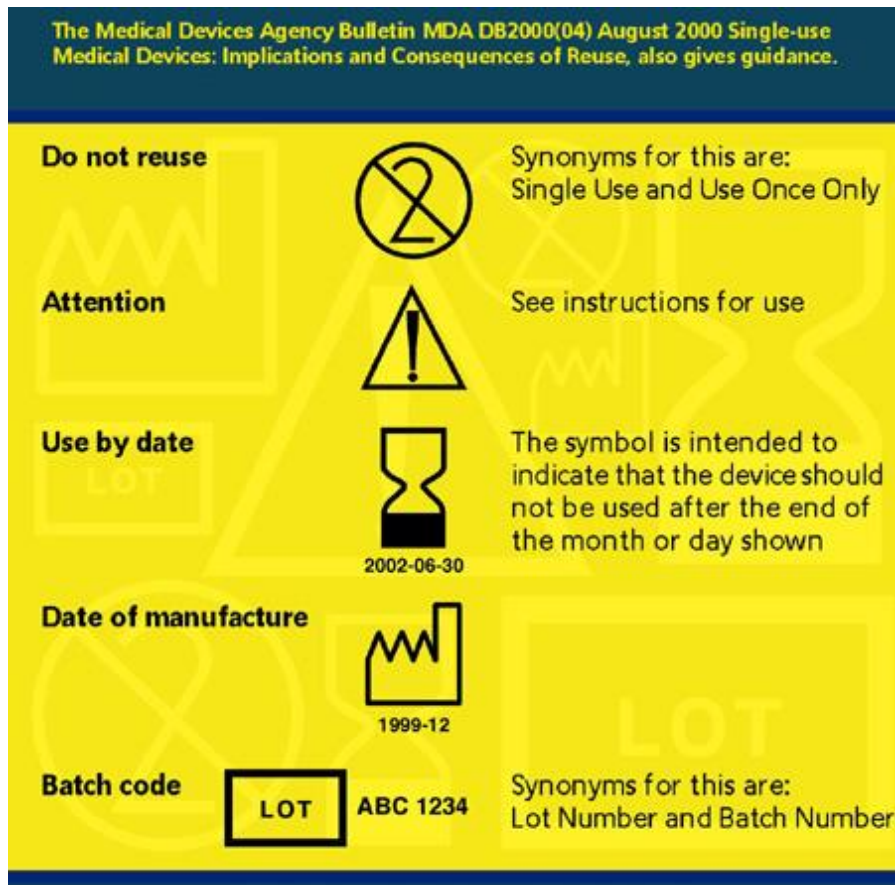 The Medical Devices Agency Bulletin MDA DB2000(04) August 2000 Single-use
Medical Devices: Implications and Consequences of Reuse, also gives guidance.
Do not reuse
2
Synonyms for this are:
Single Use and Use Once Only
Attention
!
See instructions for use
Use by date
2002-06-30
The symbol is intended to
indicate that the device should
not be used after the end of
the month or day shown
Date of manufacture
1999-12
Batch code
LOT
ABC 1234
Synonyms for this are:
Lot Number and Batch Number
LOT
LOT